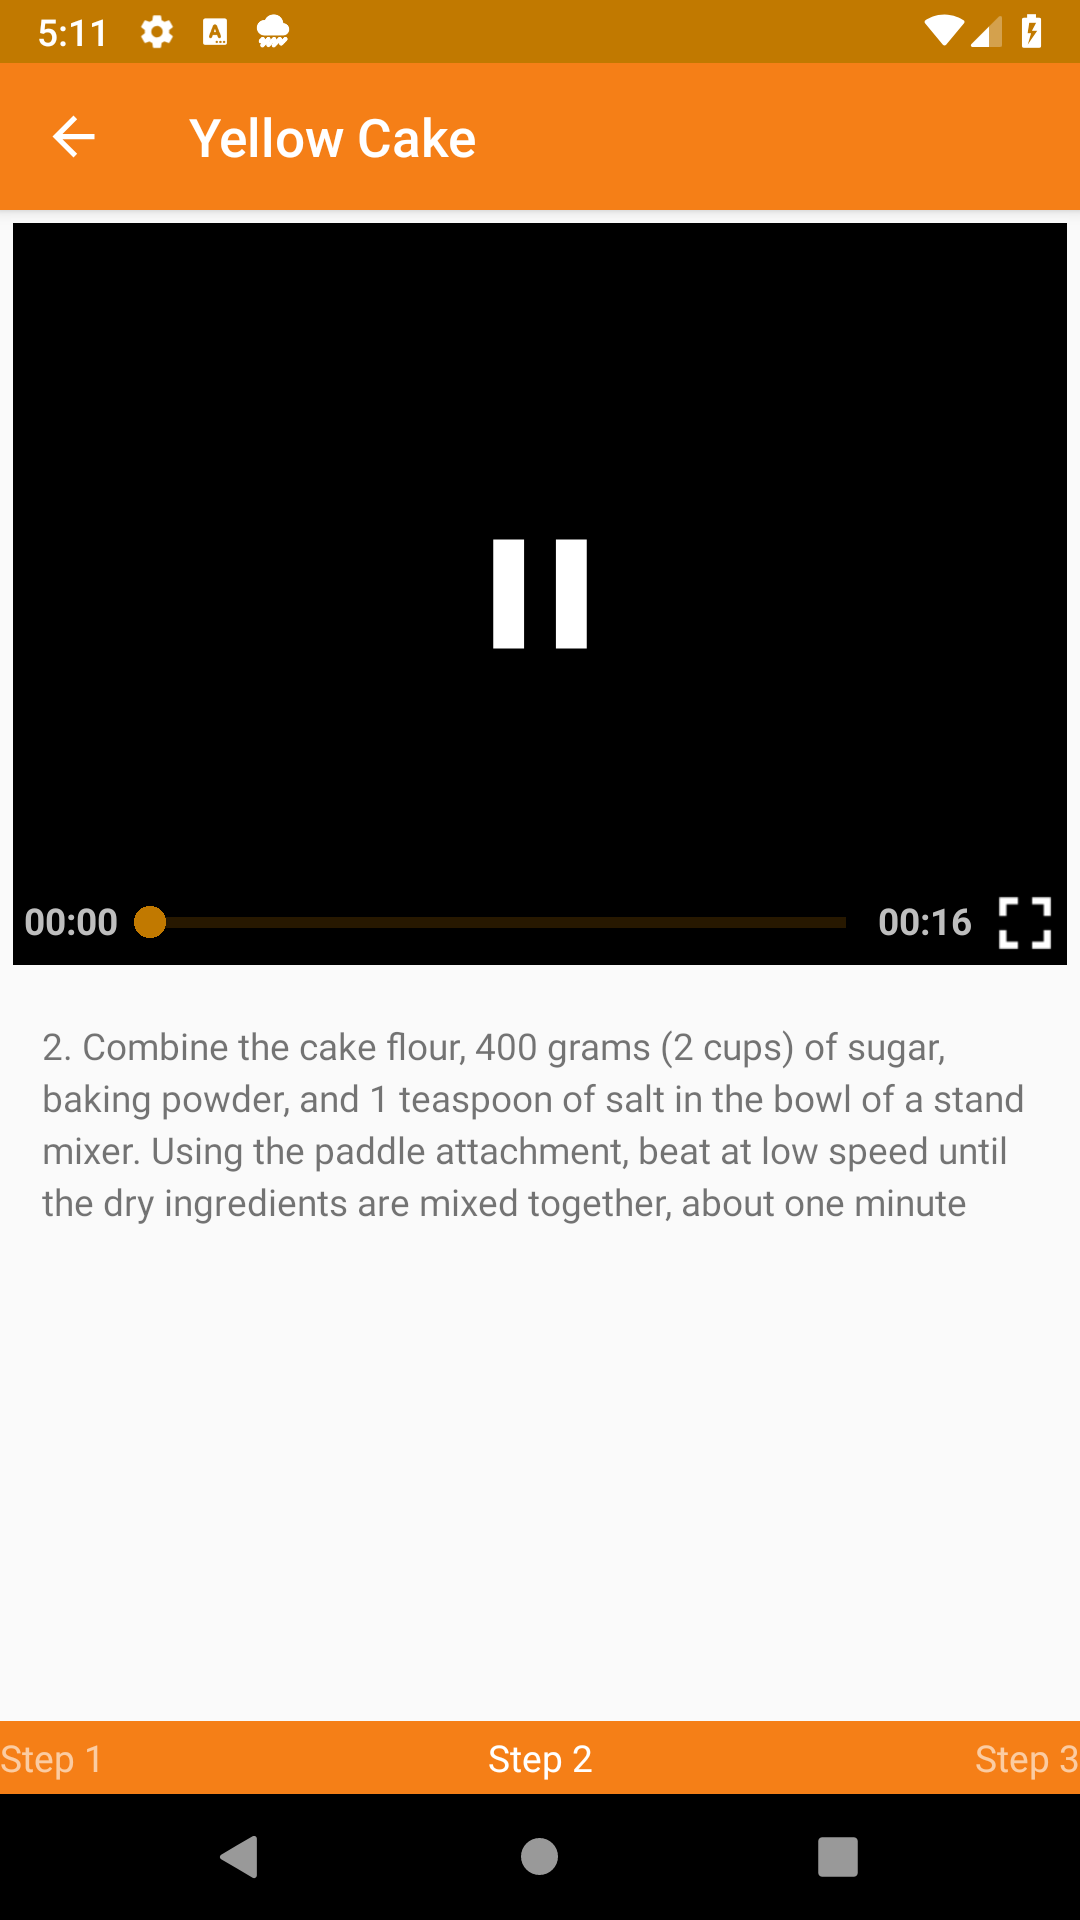 5:11
Yellow Cake
00:00
00:16
2. Combine the cake flour, 400 grams (2 cups) of sugar,
baking powder, and 1 teaspoon of salt in the bowl of a stand
mixer. Using the paddle attachment, beat at low speed until
the dry ingredients are mixed together, about one minute
Step 1
Step 2
Step 3